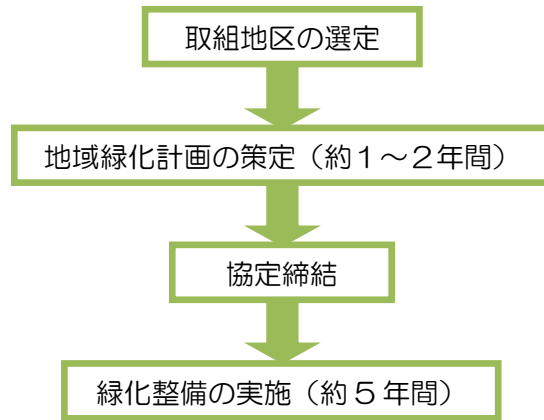 取組地区の選定
地域緑化計画の策定（約１～２年間）
協定締結
緑化整備の実施（約５年間）